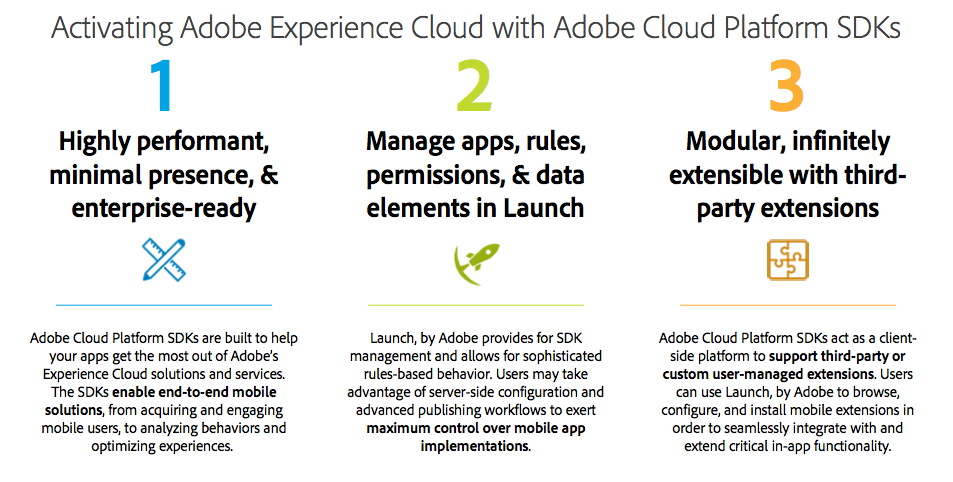 Activating Adobe Experience Cloud with Adobe Cloud Platform SDKs
1
Highly performant,
minimal presence, &
enterprise-ready
Adobe Cloud Platform SDKs are built to help
your apps get the most out of Adobe's
Experience Cloud solutions and services.
The SDKs enable end-to-end mobile
solutions, from acquiring and engaging
mobile users, to analyzing behaviors and
optimizing experiences.
2
Manage apps, rules,
permissions, & data
elements in Launch
Launch, by Adobe provides for SDK
management and allows for sophisticated
rules-based behavior. Users may take
advantage of server-side configuration and
advanced publishing workflows to exert
maximum control over mobile app
implementations.
3
Modular, infinitely
extensible with third-
party extensions
Adobe Cloud Platform SDKs act as a client-
side platform to support third-party or
custom user-managed extensions. Users
can use Launch, by Adobe to browse,
configure, and install mobile extensions in
order to seamlessly integrate with and
extend critical in-app functionality.